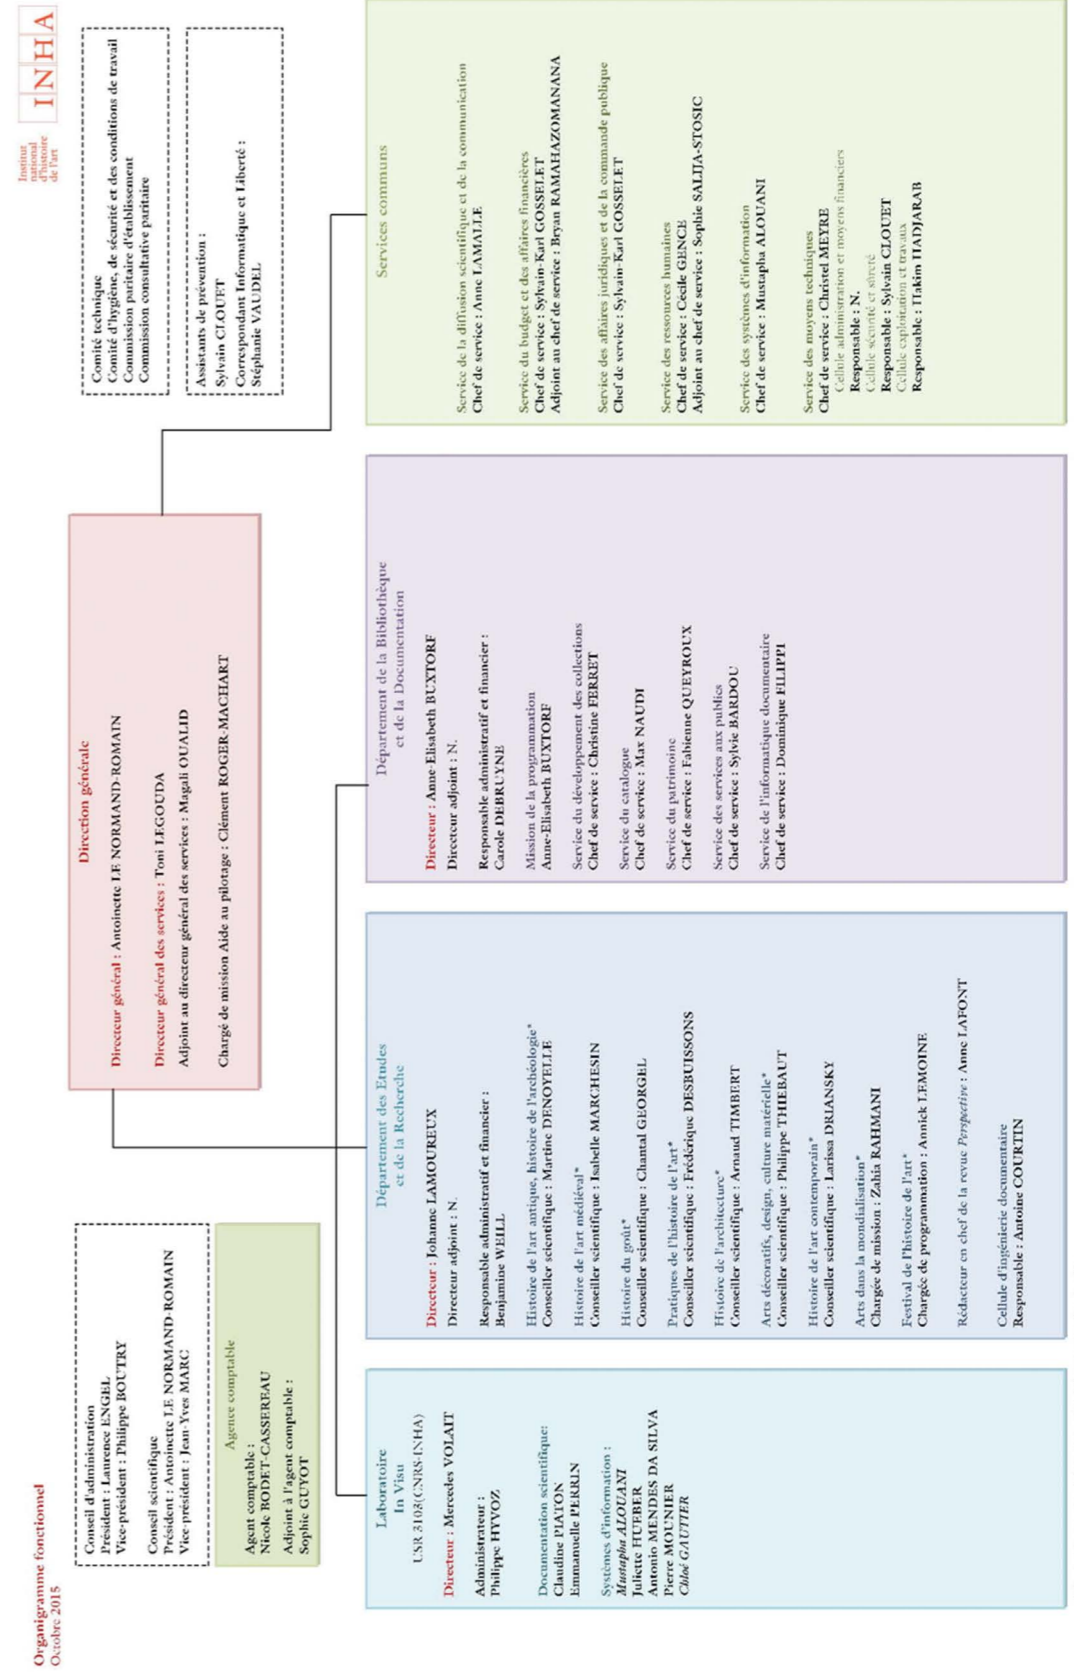 Organigramme fonctionnel
Octobre 2015
Institut
national
d'histoire
de l'art
INHA
Conseil d'administration
Président : Laurence ENGEL
Vice-président : Philippe BOUTRY
Conseil scientifique
Président : Antoinette LE NORMAND-ROMAIN
Vice-président : Jean-Yves MARC
Agence comptable
Agent comptable :
Nicole RODET-CASSEREAU
Adjoint à l'agent comptable :
Sophie GUYOT
Direction générale
Directeur général : Antoinette LE NORMAND-ROMAIN
Directeur général des services : Toni LEGOUDA
Adjoint au directeur général des services : Magali OUALID
Chargé de mission Aide au pilotage : Clément ROGER-MACHART
Comité technique
Comité d'hygiène, de sécurité et des conditions de travail
Commission paritaire d'établissement
Commission consultative paritaire
Assistants de prévention :
Sylvain CLOUET
Correspondant Informatique et Liberté :
Stéphanie VAUDEL
Laboratoire
In Visu
USR 3103(CNRS-INHA)
Directeur : Mercedes VOLAIT
Administrateur :
Philippe HYVOZ
Documentation scientifique:
Claudine PIATON
Emmanuelle PERRIN
Systèmes d'information :
Mustapha ALOUANI
Juliette HUEBER
Antonio MENDES DA SILVA
Pierre MOUNIER
Chloé GAUTIER
Département des Etudes
et de la Recherche
Directeur : Johanne LAMOUREUX
Directeur adjoint : N.
Responsable administratif et financier :
Benjamine WEILL
Histoire de l'art antique, histoire de l'archéologie*
Conseiller scientifique : Martine DENOYELLE
Histoire de l'art médiéval*
Conseiller scientifique : Isabelle MARCHESIN
Histoire du goût*
Conseiller scientifique : Chantal GEORGEL
Pratiques de l'histoire de l'art*
Conseiller scientifique : Frédérique DESBUISSONS
Histoire de l'architecture*
Conseiller scientifique : Arnaud TIMBERT
Arts décoratifs, design, culture matérielle*
Conseiller scientifique : Philippe THIEBAUT
Histoire de l'art contemporain*
Conseiller scientifique : Larissa DRIANSKY
Arts dans la mondialisation*
Chargée de mission : Zahia RAHMANI
Festival de l'histoire de l'art*
Chargée de programmation : Annick LEMOINE
Rédacteur en chef de la revue Perspective : Anne LAFONT
Cellule d'ingénierie documentaire
Responsable : Antoine COURTIN
Département de la Bibliothèque
et de la Documentation
Directeur : Anne-Elisabeth BUXTORF
Directeur adjoint : N.
Responsable administratif et financier :
Carole DEBRUYNE
Mission de la programmation
Anne-Elisabeth BUXTORF
Service du développement des collections
Chef de service : Christine FERRET
Service du catalogue
Chef de service : Max NAUDI
Service du patrimoine
Chef de service : Fabienne QUEYROUX
Service des services aux publics
Chef de service : Sylvie BARDOU
Service de l'informatique documentaire
Chef de service : Dominique FILIPPI
Services communs
Service de la diffusion scientifique et de la communication
Chef de service : Anne LAMALLE
Service du budget et des affaires financières
Chef de service : Sylvain-Karl GOSSELET
Adjoint au chef de service : Bryan RAMAHAZOMANANA
Service des affaires juridiques et de la commande publique
Chef de service : Sylvain-Karl GOSSELET
Service des ressources humaines
Chef de service : Cécile GENCE
Adjoint au chef de service : Sophie SALIJA-STOSIC
Service des systèmes d'information
Chef de service : Mustapha ALOUANI
Service des moyens techniques
Chef de service : Christel MEYRE
Cellule administration et moyens financiers
Responsable : N.
Cellule sécurité et sûreté
Responsable : Sylvain CLOUET
Cellule exploitation et travaux
Responsable : Hakim HADJARAB